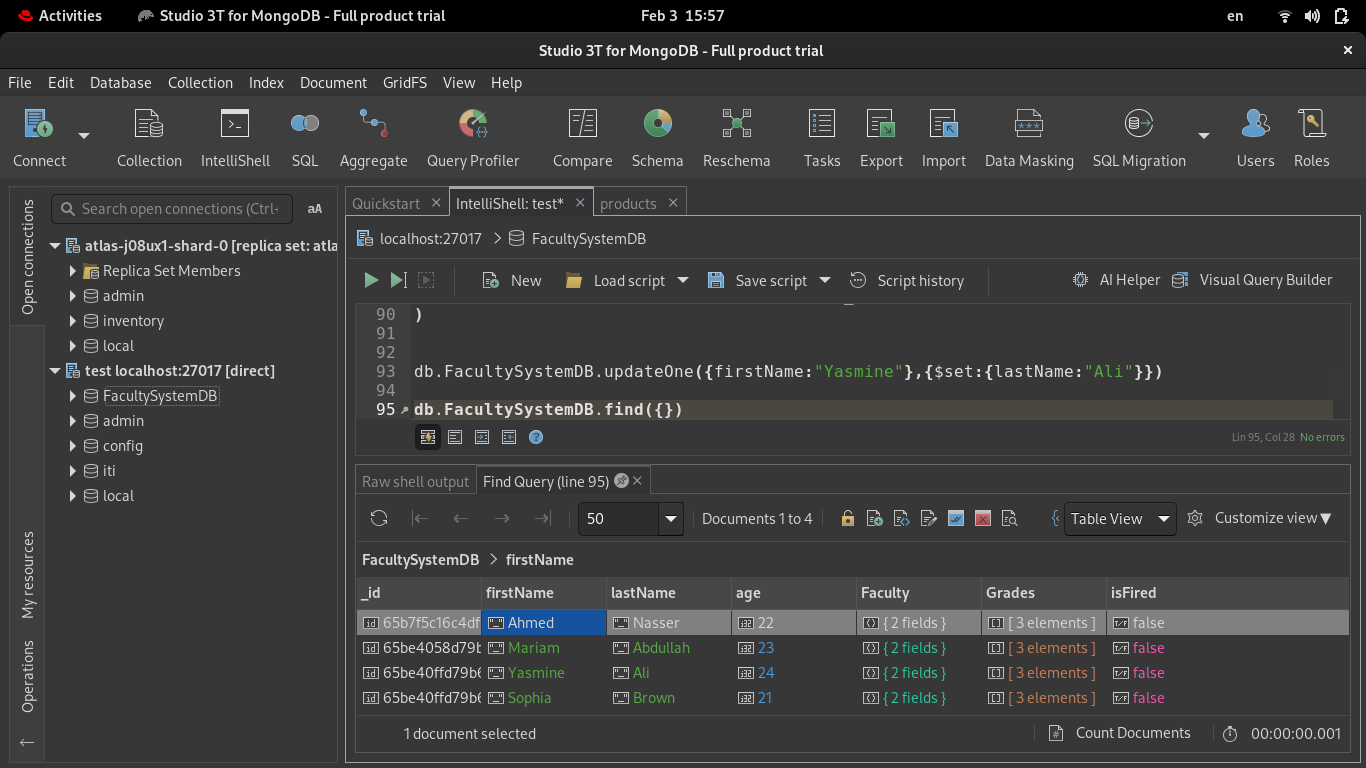 Activities Studio 3T for MongoDB - Full product trial Feb 3 15:57 en
Studio 3T for MongoDB - Full product trial
File Edit Database Collection Index Document GridFS View Help
Connect Collection IntelliShell SQL Aggregate Query Profiler Compare Schema Reschema Tasks Export Import Data Masking SQL Migration Users Roles
Open connections
My resources
Operations
Search open connections (Ctrl- aA
atlas-j08ux1-shard-0 [replica set: atla
Replica Set Members
admin
inventory
local
test localhost:27017 [direct]
FacultySystemDB
admin
config
iti
local
Quickstart IntelliShell: test* products
localhost:27017 FacultySystemDB
New Load script Save script Script history AI Helper Visual Query Builder
90 )
91
92
93 db.FacultySystemDB.updateOne({firstName:"Yasmine"},{$set:{lastName:"Ali"}})
94
95 db.FacultySystemDB.find({})
Lin 95, Col 28 No errors
Raw shell output Find Query (line 95)
50 Documents 1 to 4 Table View Customize view
FacultySystemDB > firstName
_id firstName lastName age Faculty Grades isFired
65b7f5c16c4df Ahmed Nasser 22 { 2 fields } [ 3 elements ] false
65be4058d79b Mariam Abdullah 23 { 2 fields } [ 3 elements ] false
65be40ffd79b6 Yasmine Ali 24 { 2 fields } [ 3 elements ] false
65be40ffd79b6 Sophia Brown 21 { 2 fields } [ 3 elements ] false
1 document selected Count Documents 00:00:00.001